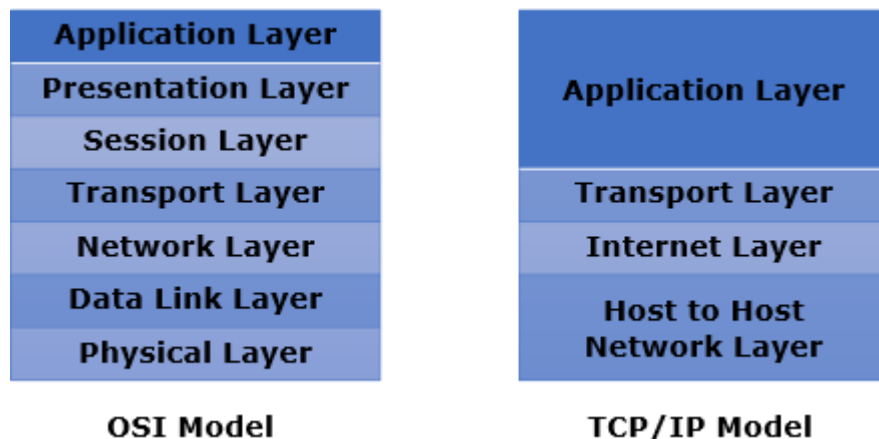 Application Layer
Presentation Layer
Session Layer
Transport Layer
Network Layer
Data Link Layer
Physical Layer
OSI Model
Application Layer
Transport Layer
Internet Layer
Host to Host
Network Layer
TCP/IP Model